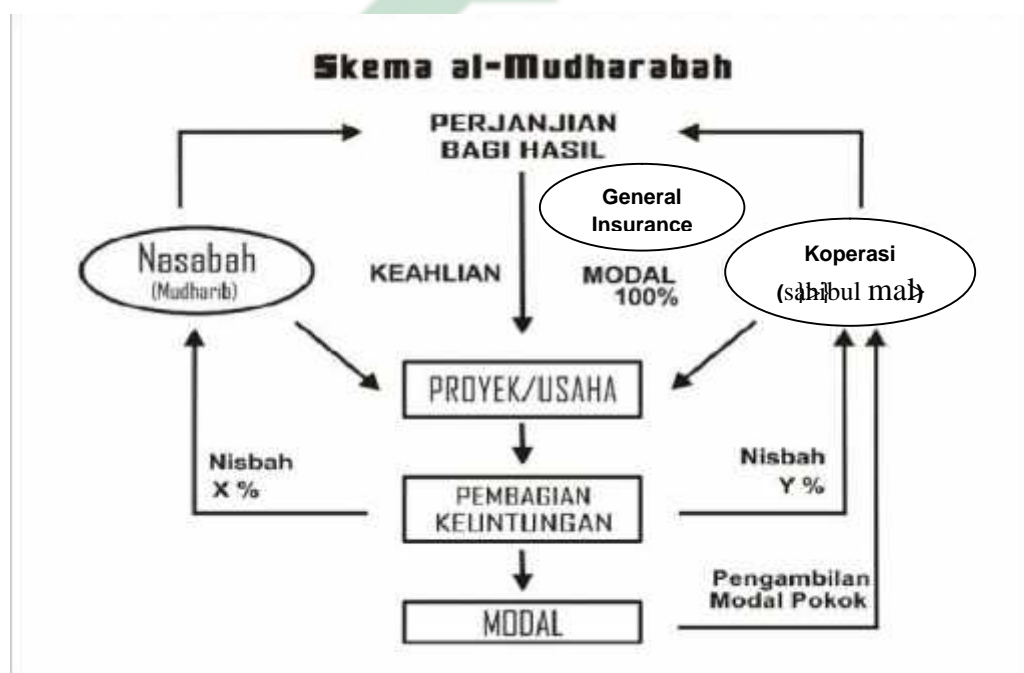 Skema al-Mudharabah
PERJANJIAN
BAGI HASIL
General
Insurance
Nasabah
(Mudharib)
KEAHLIAN
MODAL
100%
Koperasi
mal
PROYEK/USAHA
Nisbah
X %
PEMBAGIAN
KEUNTUNGAN
Nisbah
Y %
Pengambilan
Modal Pokok
MODAL